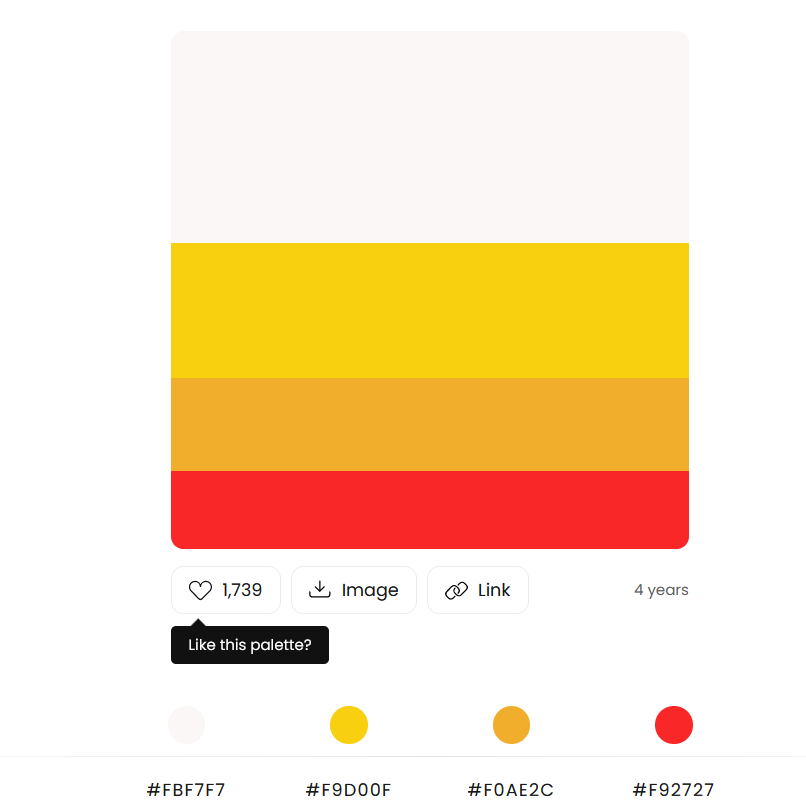 1,739 Image Link 4 years
Like this palette?
#FBF7F7 #F9D00F #F0AE2C #F92727